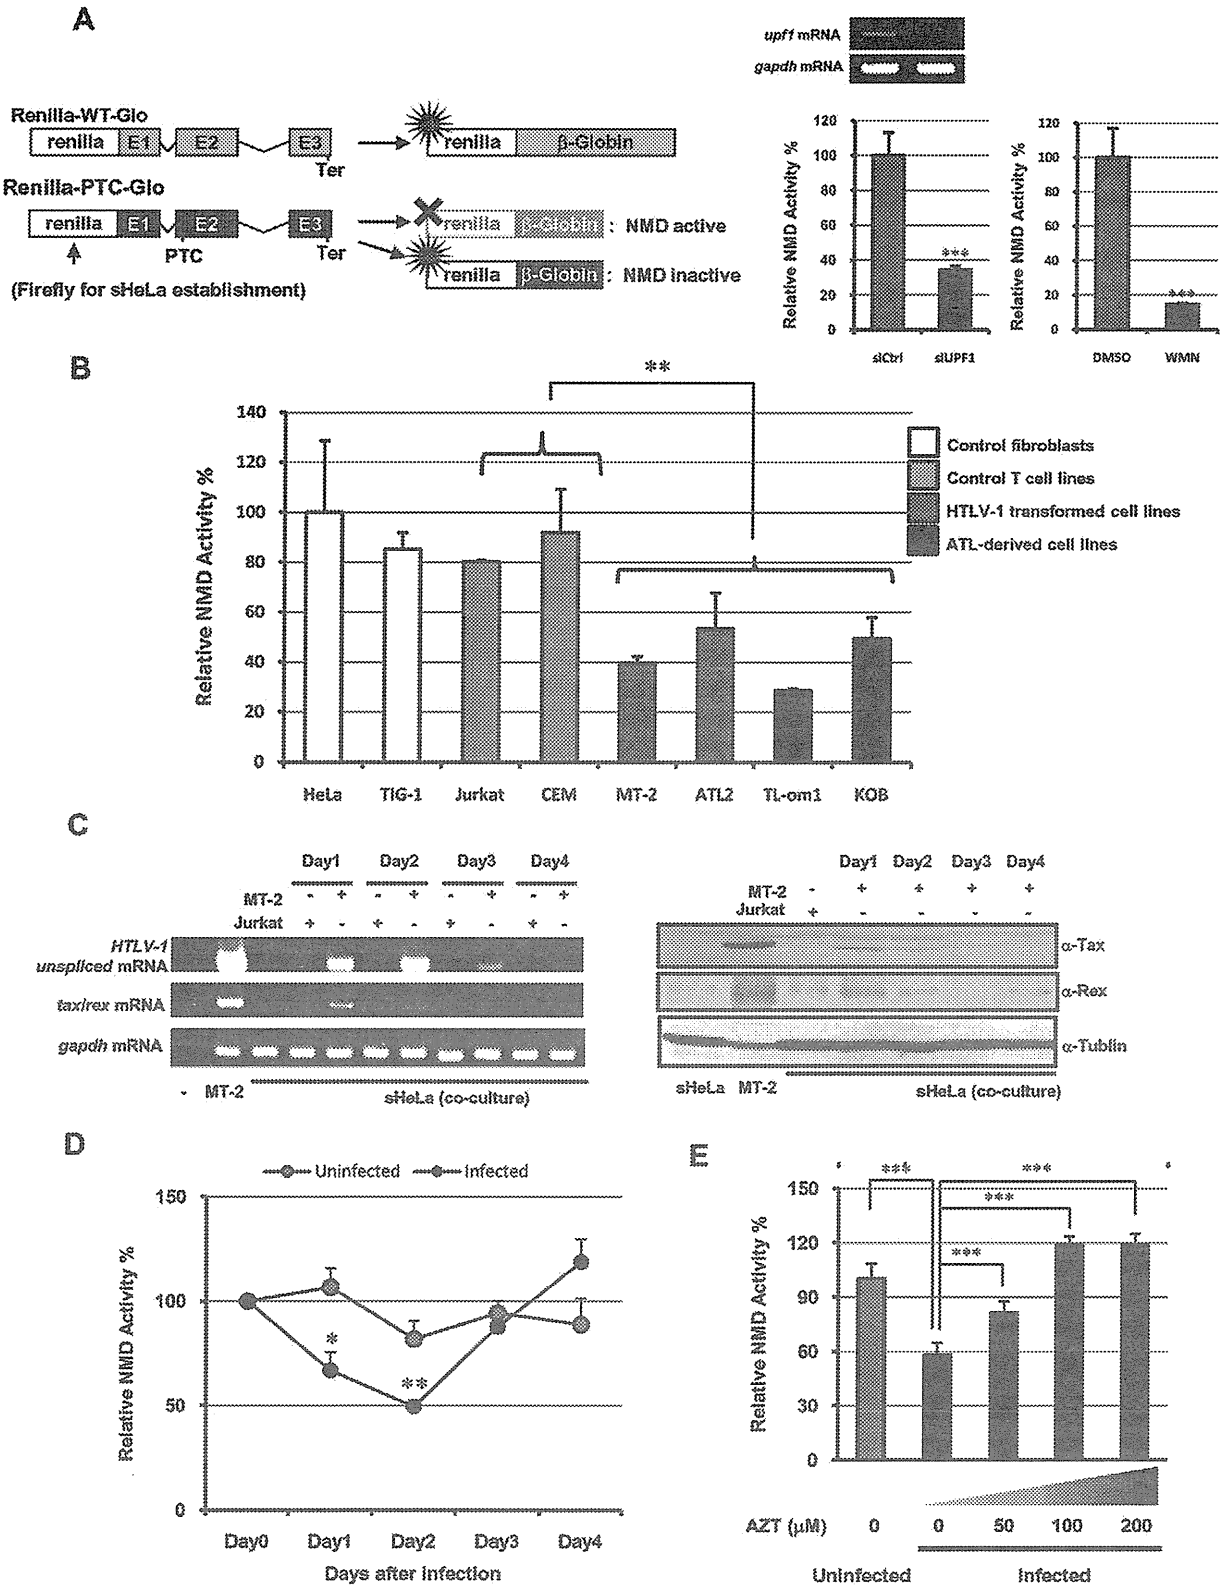 A
upf1 mRNA
gapdh mRNA
Renilla-WT-Glo
renilla E1 E2 E3
Ter
renilla β-Globin
Renilla-PTC-Glo
renilla E1 E2 E3
PTC
Ter
renilla β-Globin : NMD active
renilla β-Globin : NMD inactive
(Firefly for sHeLa establishment)
Relative NMD Activity %
120
100
80
60
40
20
0
***
siCtrl siUPF1
Relative NMD Activity %
120
100
80
60
40
20
0
***
DMSO WMN
B
**
Relative NMD Activity %
140
120
100
80
60
40
20
0
HeLa TIG-1 Jurkat CEM MT-2 ATL2 TL-om1 KOB
Control fibroblasts
Control T cell lines
HTLV-1 transformed cell lines
ATL-derived cell lines
C
Day1 Day2 Day3 Day4
MT-2 - + - + - + - +
Jurkat + - + - + - + -
HTLV-1
unspliced mRNA
tax/rex mRNA
gapdh mRNA
- MT-2
sHeLa (co-culture)
Day1 Day2 Day3 Day4
MT-2 - + + + +
Jurkat + - - - -
α-Tax
α-Rex
α-Tublin
sHeLa MT-2
sHeLa (co-culture)
D
Uninfected Infected
Relative NMD Activity %
150
100
50
0
*
**
Day0 Day1 Day2 Day3 Day4
Days after infection
E
Relative NMD Activity %
150
120
90
60
30
0
*** ***
***
***
AZT (μM) 0 0 50 100 200
Uninfected Infected